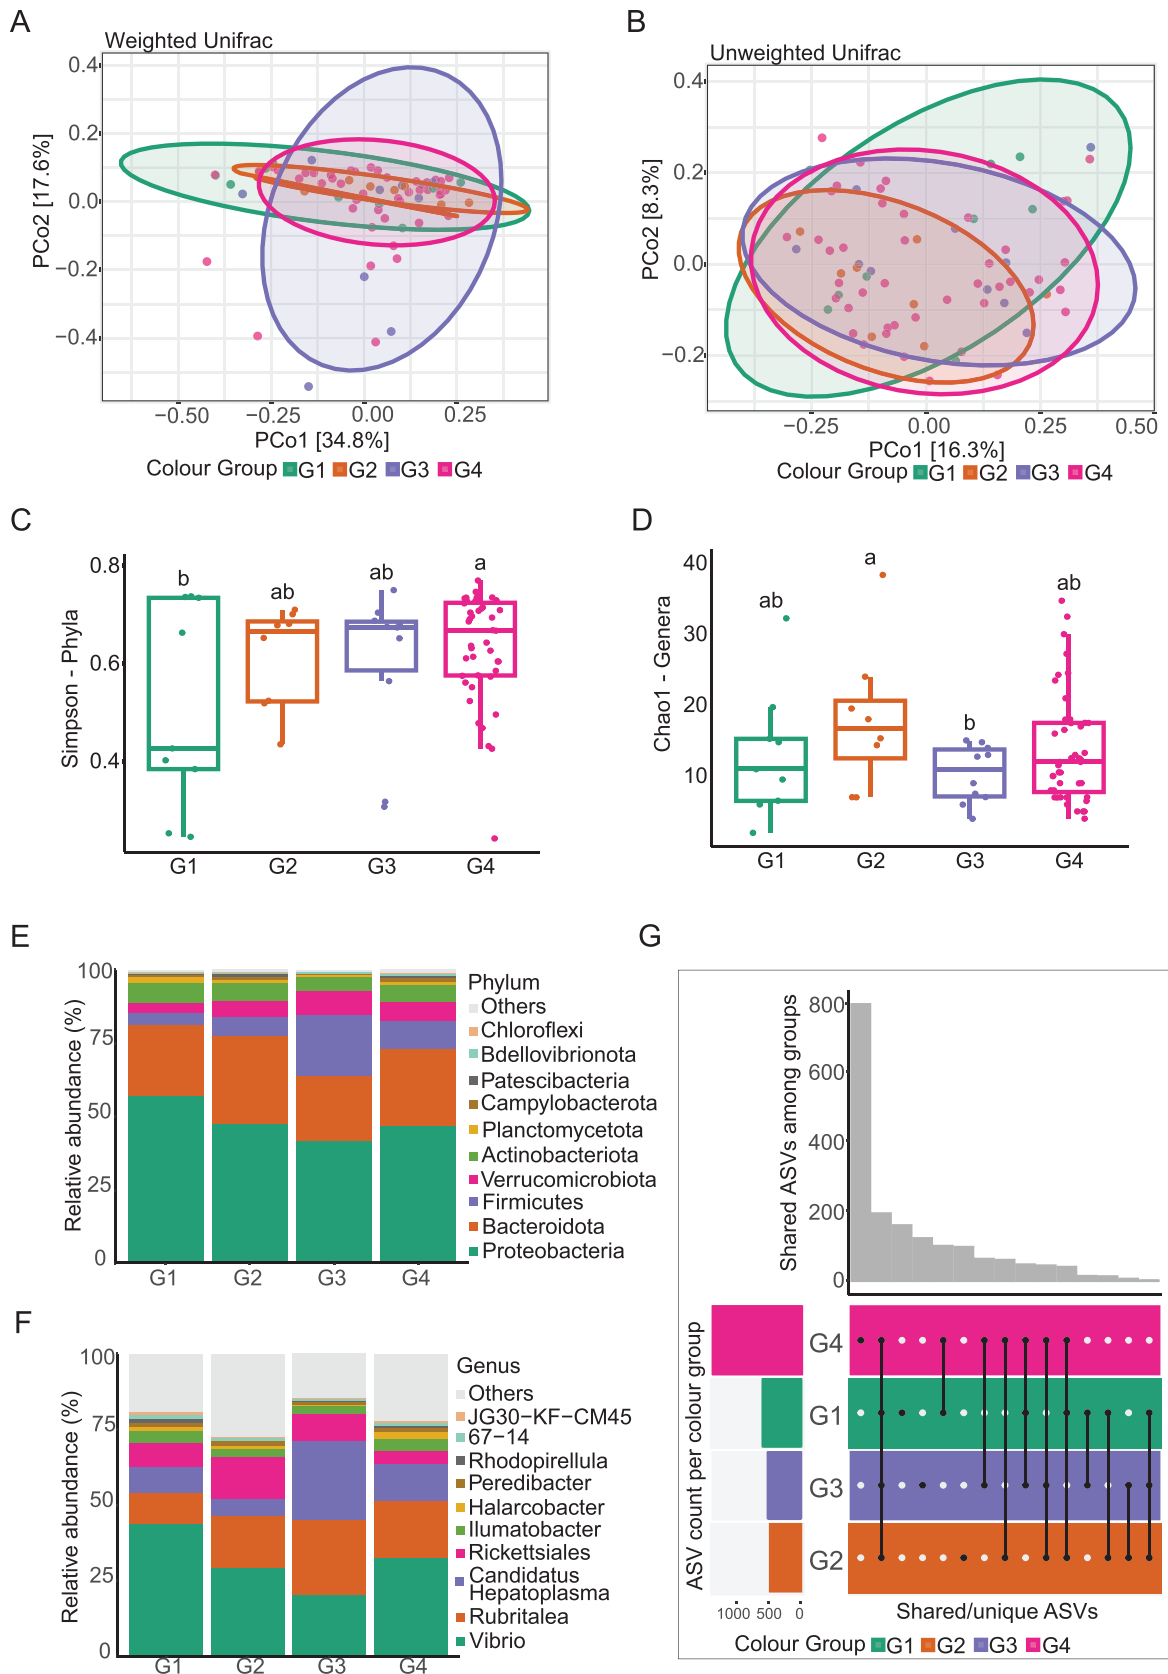 A
Weighted Unifrac
0.4
0.2
0.0
−0.2
−0.4
PCo2 [17.6%]
−0.50
−0.25
0.00
0.25
PCo1 [34.8%]
Colour Group G1 G2 G3 G4
B
Unweighted Unifrac
0.4
0.2
0.0
−0.2
PCo2 [8.3%]
−0.25
0.00
0.25
0.50
PCo1 [16.3%]
Colour Group G1 G2 G3 G4
C
Simpson - Phyla
0.8
0.6
0.4
b
ab
ab
a
G1
G2
G3
G4
D
Chao1 - Genera
40
30
20
10
ab
a
b
ab
G1
G2
G3
G4
E
Relative abundance (%)
100
75
50
25
0
G1
G2
G3
G4
Phylum
Others
Chloroflexi
Bdellovibrionota
Patescibacteria
Campylobacterota
Planctomycetota
Actinobacteriota
Verrucomicrobiota
Firmicutes
Bacteroidota
Proteobacteria
F
Relative abundance (%)
100
75
50
25
0
G1
G2
G3
G4
Genus
Others
JG30−KF−CM45
67−14
Rhodopirellula
Peredibacter
Halarcobacter
Ilumatobacter
Rickettsiales
Candidatus
Hepatoplasma
Rubritalea
Vibrio
G
Shared ASVs among groups
800
600
400
200
0
ASV count per colour group
G4
G1
G3
G2
1000 500 0
Shared/unique ASVs
Colour Group G1 G2 G3 G4